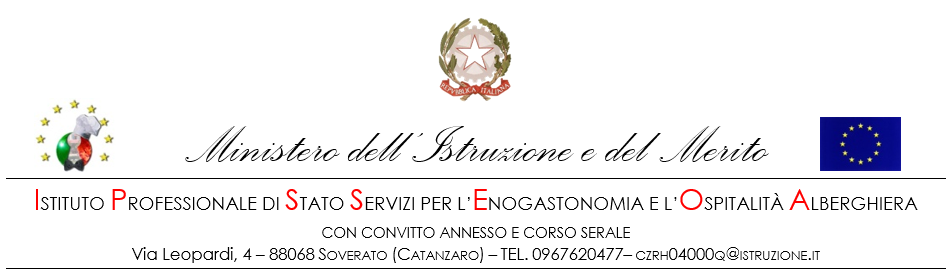 REPVBBLICA ITALIANA
Ministero dell'Istruzione e del Merito
ISTITUTO PROFESSIONALE DI STATO SERVIZI PER L'ENOGASTONOMIA E L'OSPITALITÀ ALBERGHIERA
CON CONVITTO ANNESSO E CORSO SERALE
Via Leopardi, 4 – 88068 SOVERATO (CATANZARO) – TEL. 0967620477– CZRH04000Q@ISTRUZIONE.IT